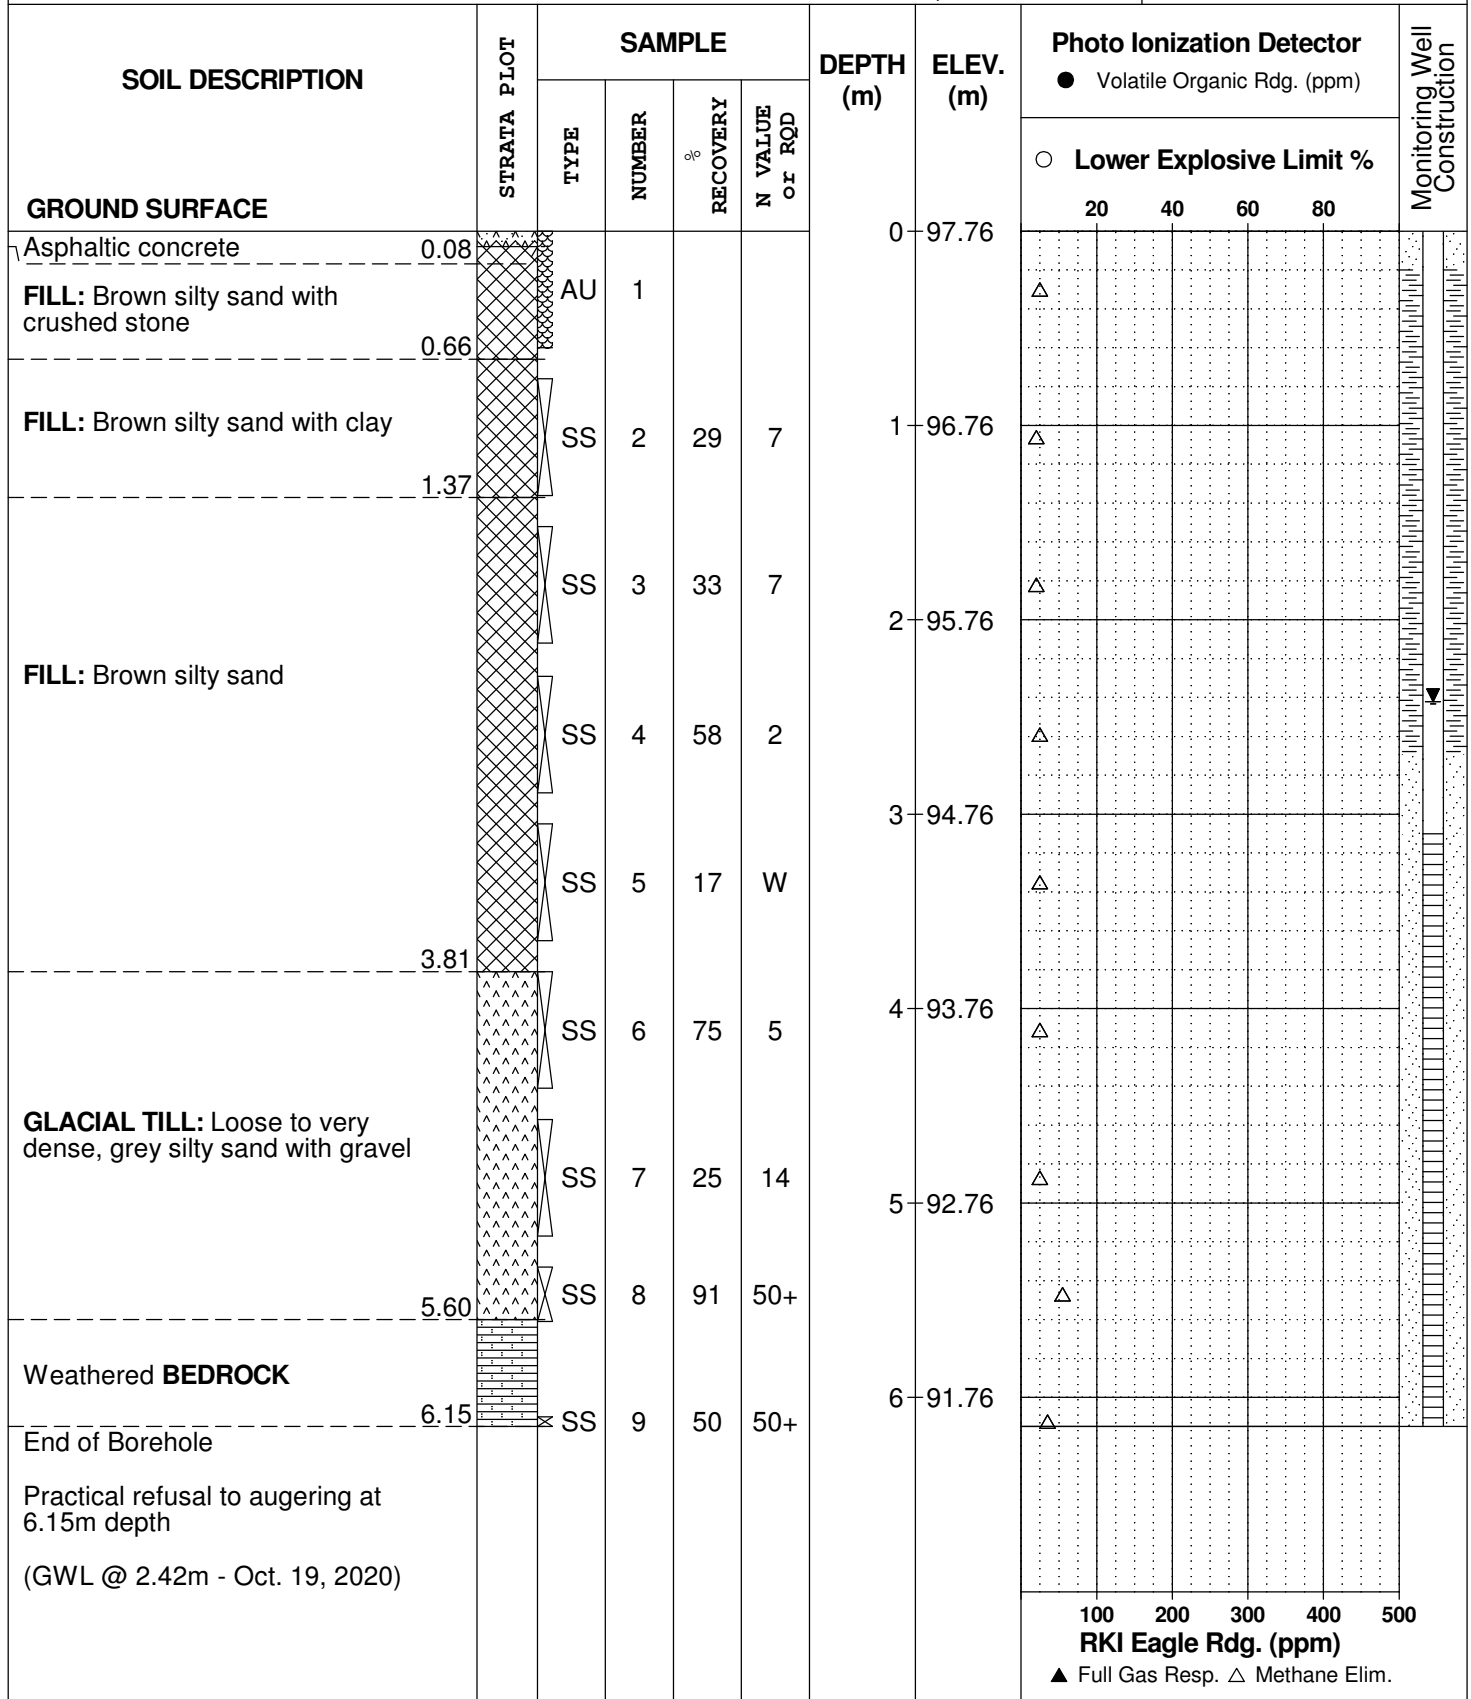 SOIL DESCRIPTION
GROUND SURFACE
STRATA PLOT
SAMPLE
TYPE
NUMBER
%
RECOVERY
N VALUE
or RQD
DEPTH
(m)
ELEV.
(m)
Photo Ionization Detector
● Volatile Organic Rdg. (ppm)
○ Lower Explosive Limit %
20 40 60 80
Monitoring Well
Construction
0 97.76
Asphaltic concrete 0.08
FILL: Brown silty sand with
crushed stone
AU 1
0.66
FILL: Brown silty sand with clay
1 96.76
SS 2 29 7
1.37
SS 3 33 7
2 95.76
FILL: Brown silty sand
SS 4 58 2
3 94.76
SS 5 17 W
3.81
4 93.76
SS 6 75 5
GLACIAL TILL: Loose to very
dense, grey silty sand with gravel
SS 7 25 14
5 92.76
SS 8 91 50+
5.60
Weathered BEDROCK
6 91.76
6.15
SS 9 50 50+
End of Borehole
Practical refusal to augering at
6.15m depth
(GWL @ 2.42m - Oct. 19, 2020)
100 200 300 400 500
RKI Eagle Rdg. (ppm)
▲ Full Gas Resp. △ Methane Elim.